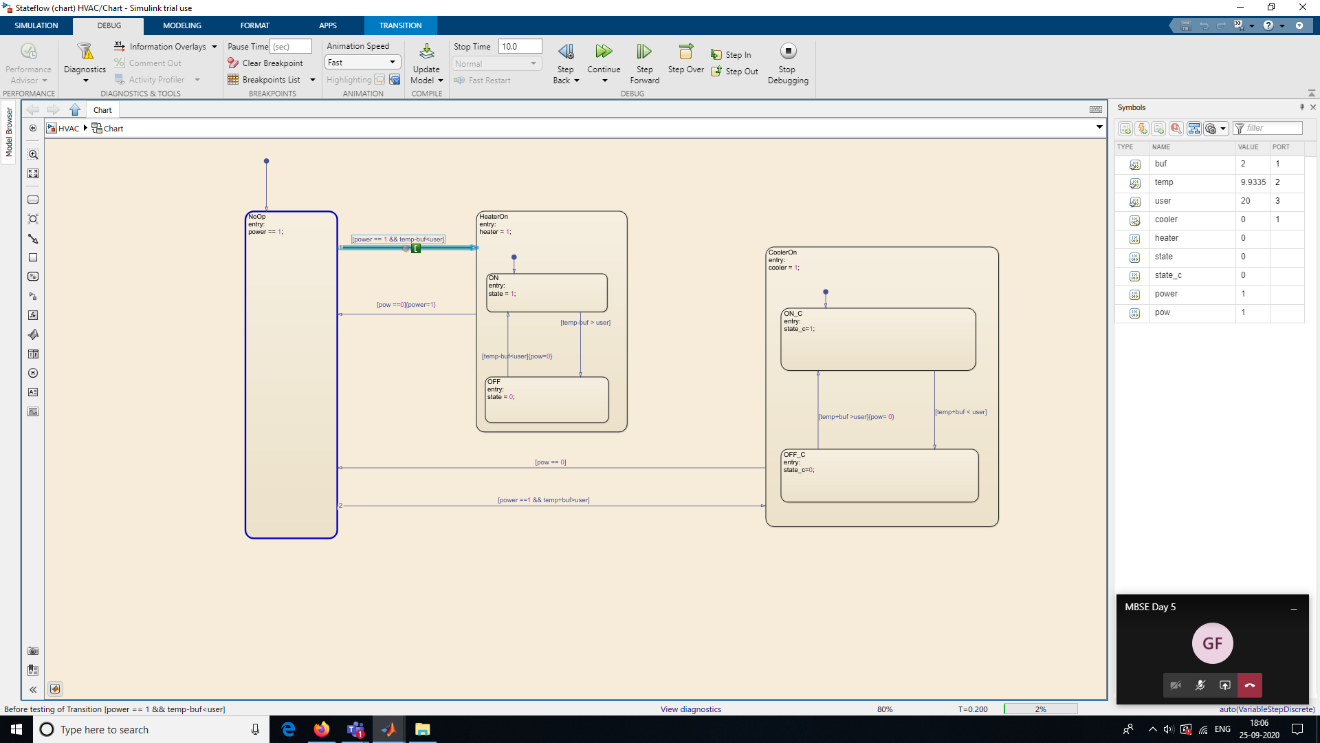 Stateflow (chart) HVAC/Chart - Simulink trial use
SIMULATION DEBUG MODELING FORMAT APPS TRANSITION
Performance Advisor
PERFORMANCE
Diagnostics
Information Overlays
Comment Out
Activity Profiler
DIAGNOSTICS & TOOLS
Pause Time (sec)
Clear Breakpoint
Breakpoints List
BREAKPOINTS
Animation Speed
Fast
Highlighting
ANIMATION
Update Model
COMPILE
Stop Time 10.0
Normal
Fast Restart
Step Back
Continue
Step Forward
Step Over
Step In
Step Out
Stop Debugging
DEBUG
Model Browser
Chart
HVAC Chart
NoOp
entry:
power == 1;
[power == 1 && temp-buf<user]
[pow ==0]{power=1}
HeaterOn
entry:
heater = 1;
ON
entry:
state = 1;
[temp-buf > user]
[temp-buf<user]{pow=0}
OFF
entry:
state = 0;
[pow == 0]
2
[power ==1 && temp+buf>user]
CoolerOn
entry:
cooler = 1;
ON_C
entry:
state_c=1;
[temp+buf >user]{pow= 0}
[temp+buf < user]
OFF_C
entry:
state_c=0;
Symbols
filter
TYPE NAME VALUE PORT
buf 2 1
temp 9.9335 2
user 20 3
cooler 0 1
heater 0
state 0
state_c 0
power 1
pow 1
MBSE Day 5
GF
Before testing of Transition [power == 1 && temp-buf<user]
View diagnostics
80%
T=0.200
2%
auto(VariableStepDiscrete)
Type here to search
1
ENG
18:06
25-09-2020